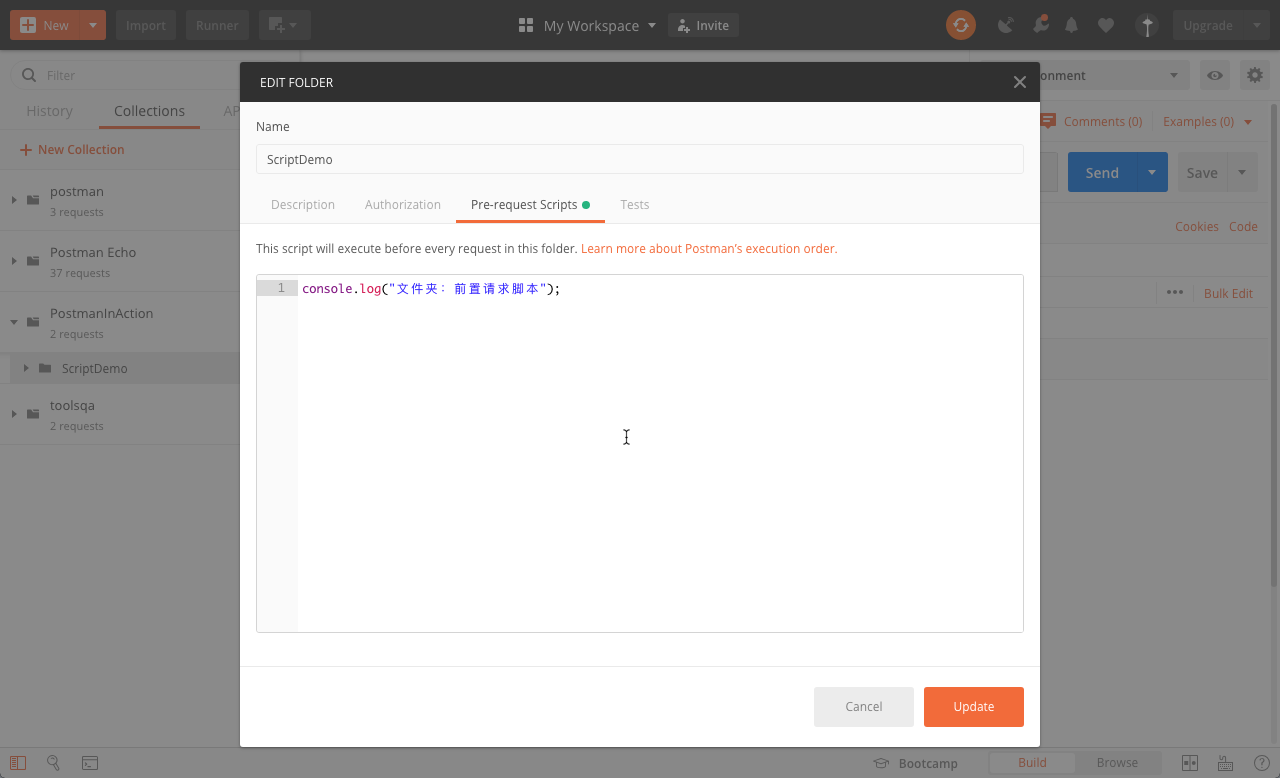 New Import Runner My Workspace Invite Upgrade
Filter
onment
History Collections AP
Comments (0) Examples (0)
New Collection
postman
3 requests
Postman Echo
37 requests
PostmanInAction
2 requests
ScriptDemo
toolsqa
2 requests
Send Save
Cookies Code
Bulk Edit
EDIT FOLDER
Name
ScriptDemo
Description Authorization Pre-request Scripts Tests
This script will execute before every request in this folder. Learn more about Postman's execution order.
1 console.log("文件夹：前置请求脚本");
Cancel Update
Bootcamp Build Browse